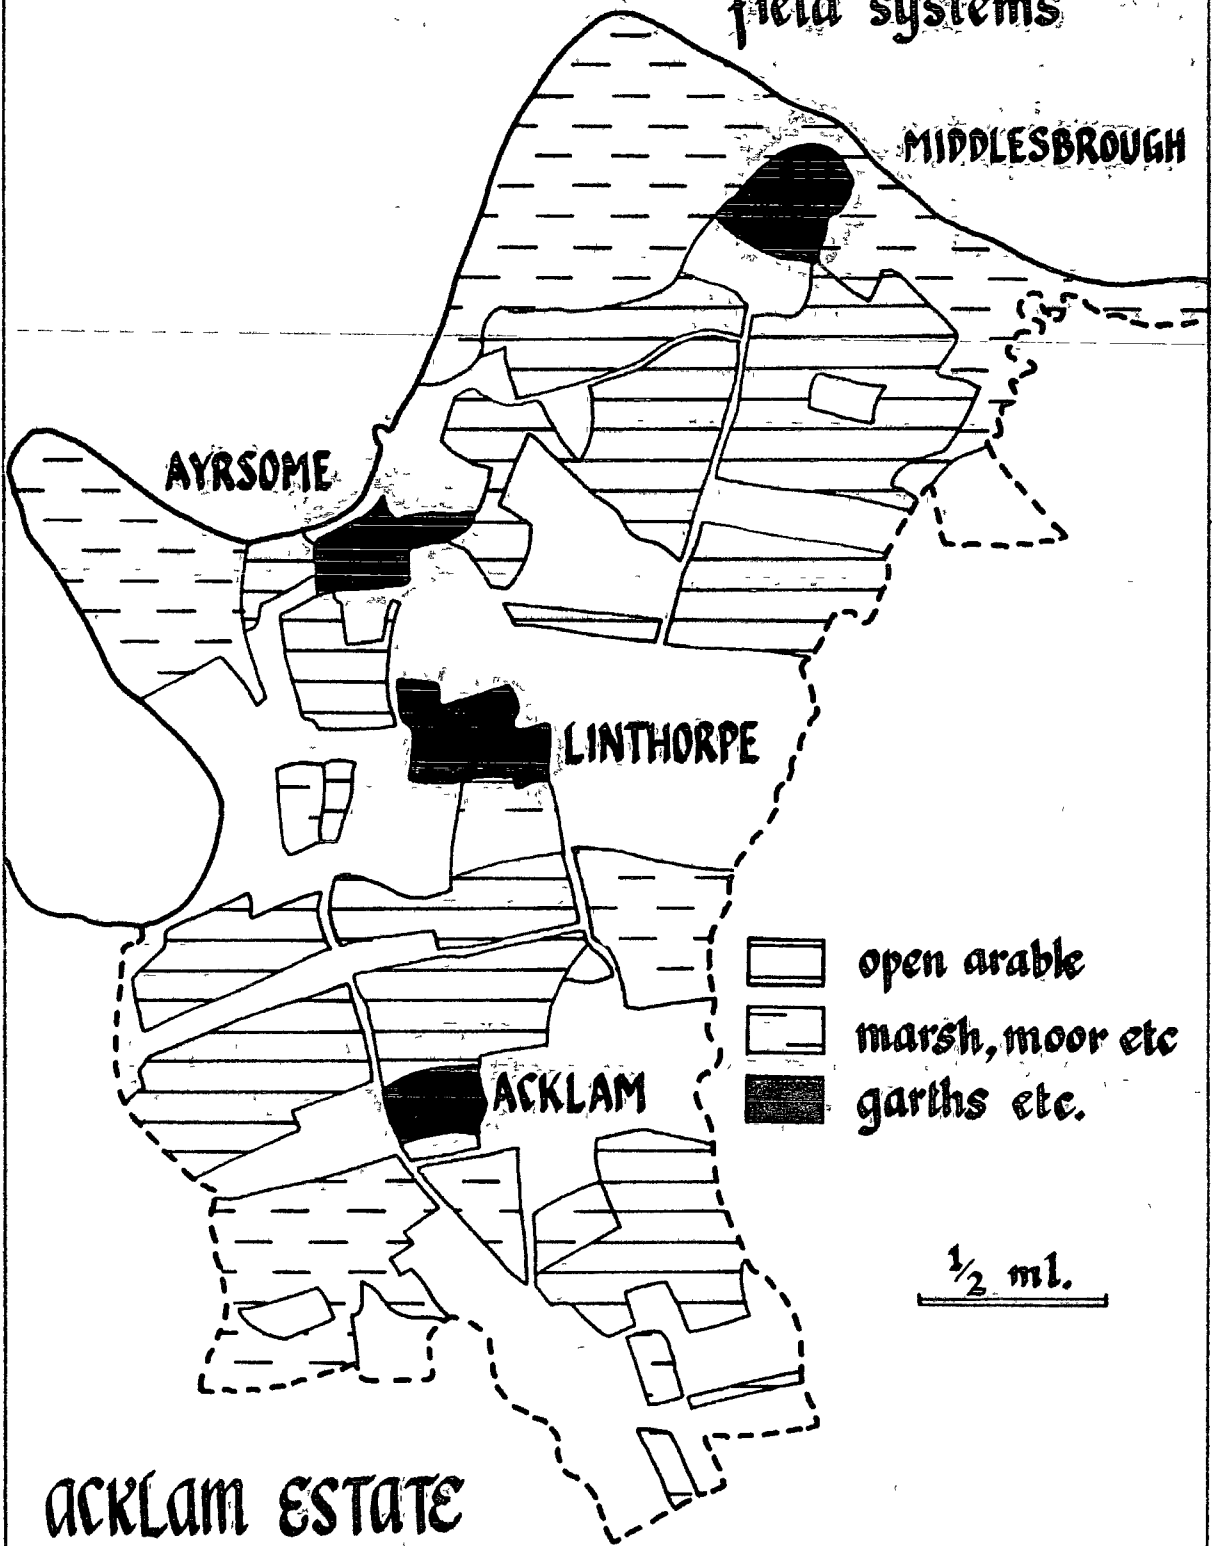 field systems
MIDDLESBROUGH
AYRSOME
LINTHORPE
open arable
marsh, moor etc
garths etc.
ACKLAM
½ ml.
ACKLAM ESTATE